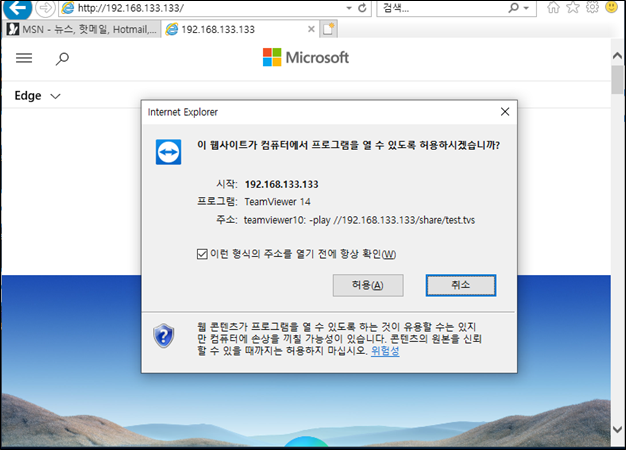 http://192.168.133.133/
검색...
MSN - 뉴스, 핫메일, Hotmail,...
192.168.133.133
Microsoft
Edge
Internet Explorer
이 웹사이트가 컴퓨터에서 프로그램을 열 수 있도록 허용하시겠습니까?
시작: 192.168.133.133
프로그램: TeamViewer 14
주소: teamviewer10: -play //192.168.133.133/share/test.tvs
이런 형식의 주소를 열기 전에 항상 확인(W)
허용(A)
취소
웹 콘텐츠가 프로그램을 열 수 있도록 하는 것이 유용할 수는 있지
만 컴퓨터에 손상을 끼칠 가능성이 있습니다. 콘텐츠의 원본을 신뢰
할 수 있을 때까지는 허용하지 마십시오. 위험성